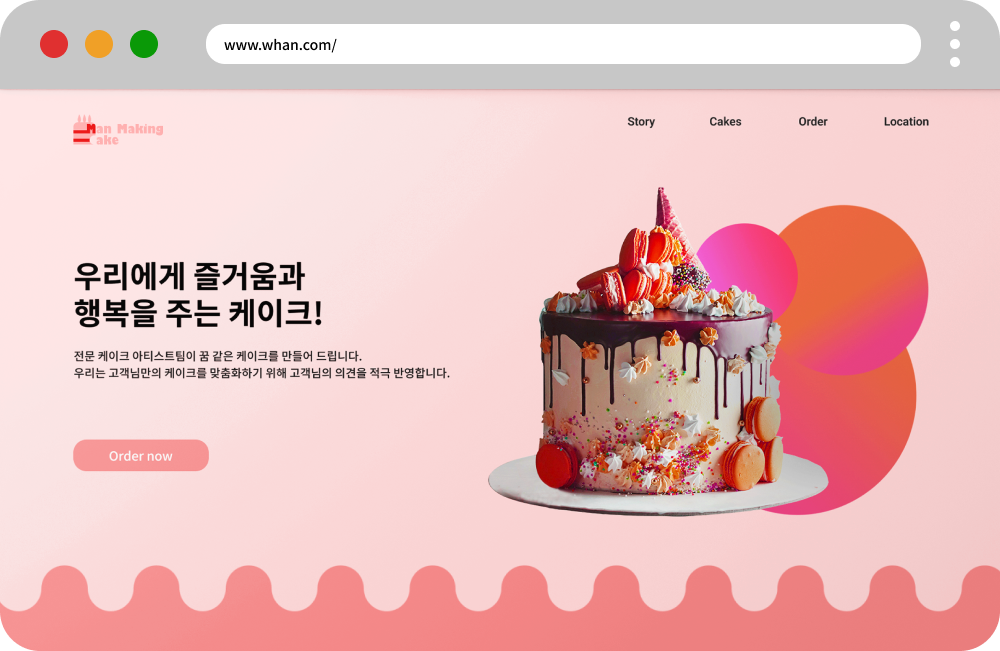 www.whan.com/
Man Making
ake
Story
Cakes
Order
Location
우리에게 즐거움과
행복을 주는 케이크!
전문 케이크 아티스트팀이 꿈 같은 케이크를 만들어 드립니다.
우리는 고객님만의 케이크를 맞춤화하기 위해 고객님의 의견을 적극 반영합니다.
Order now